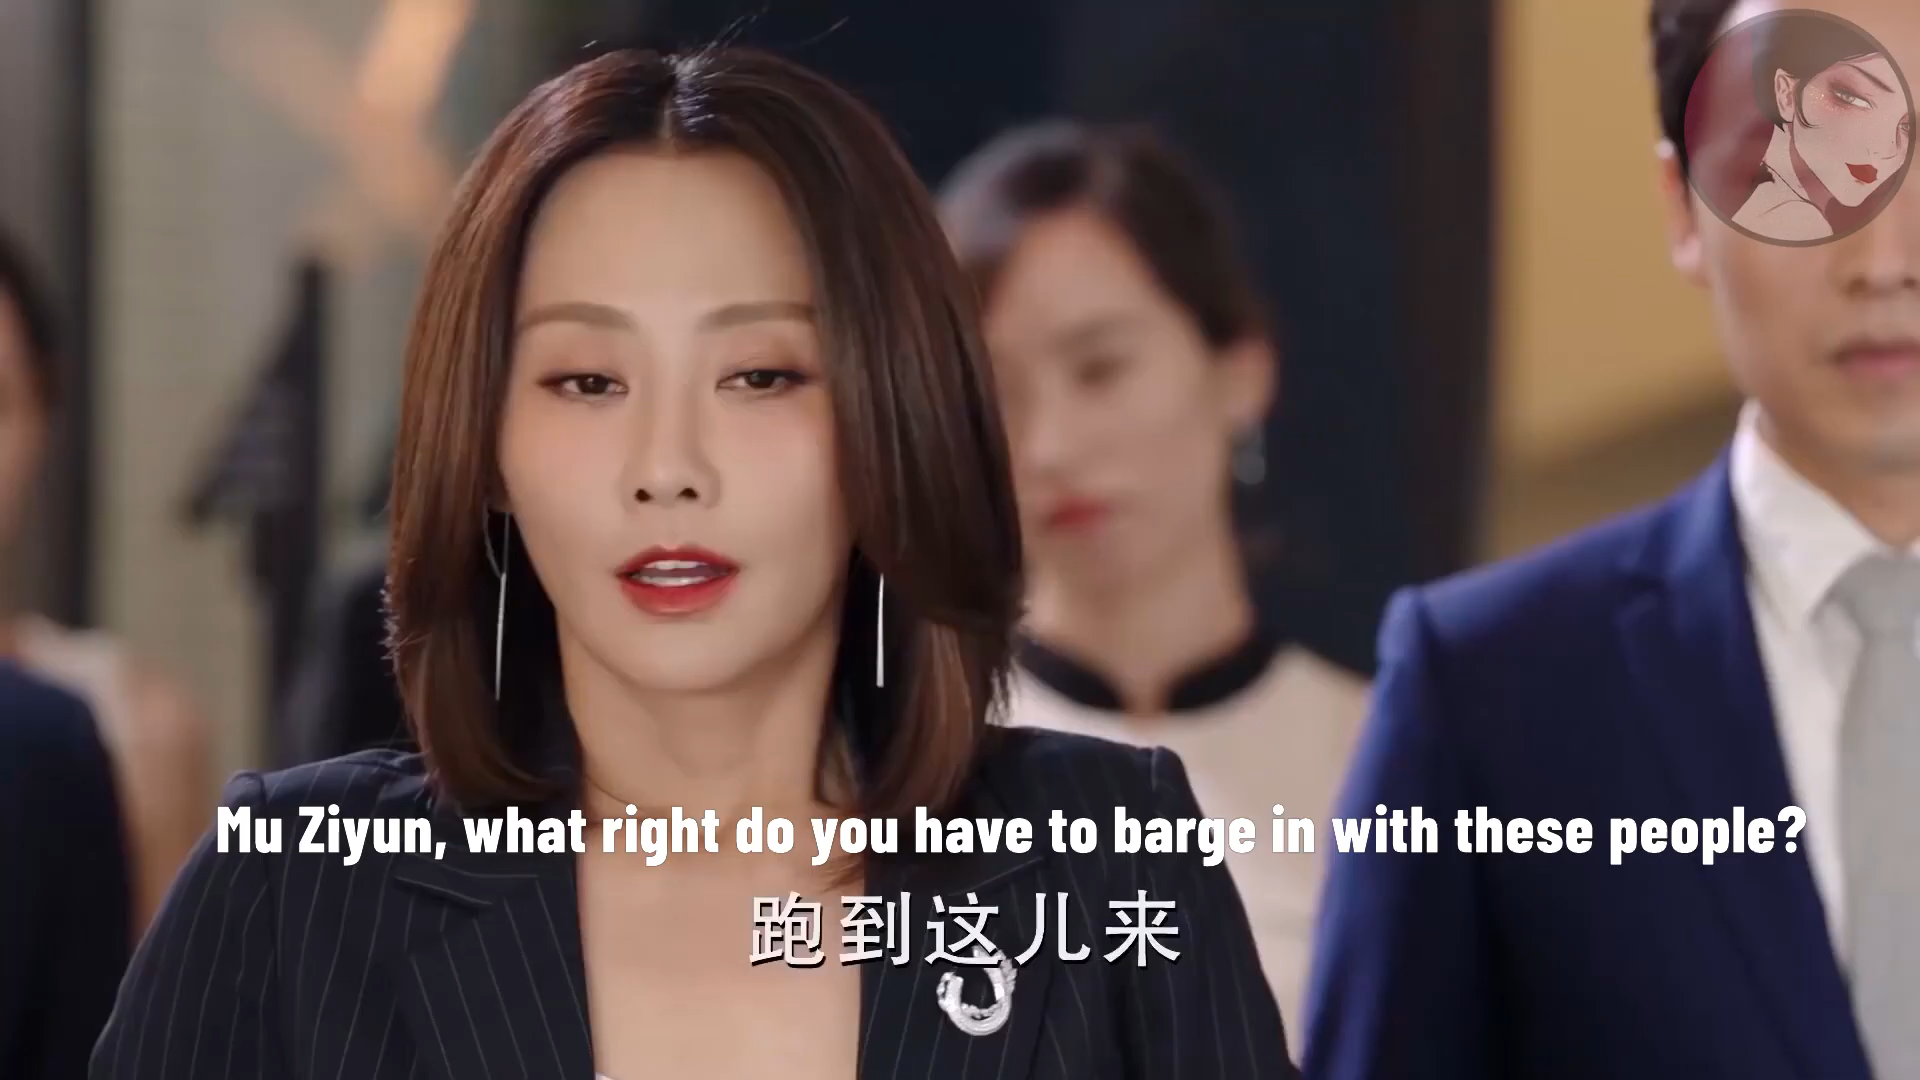 Mu Ziyun, what right do you have to barge in with these people?
跑到这儿来